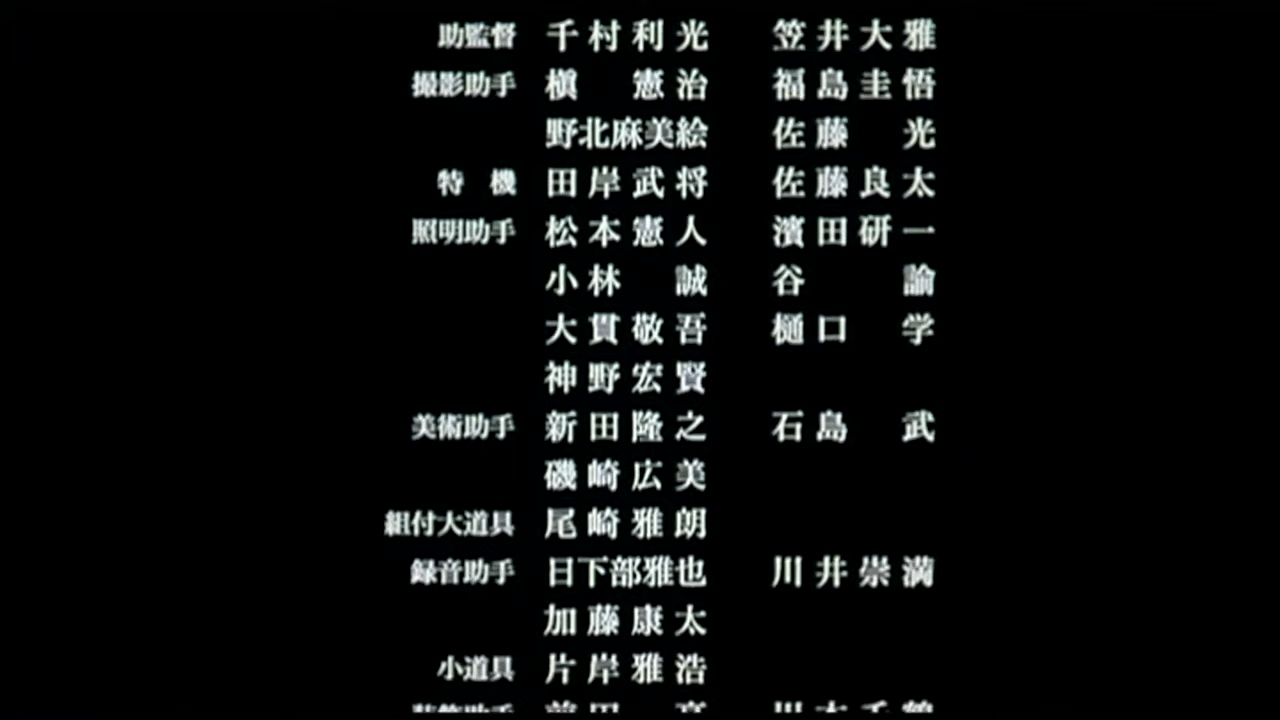 助監督 千村利光 笠井大雅
撮影助手 槇 憲治 福島圭悟
野北麻美絵 佐藤 光
特 機 田岸武将 佐藤良太
照明助手 松本憲人 濱田研一
小林 誠 谷 諭
大貫敬吾 樋口 学
神野宏賢
美術助手 新田隆之 石島 武
磯崎広美
組付大道具 尾崎雅朗
録音助手 日下部雅也 川井崇満
加藤康太
小道具 片岸雅浩